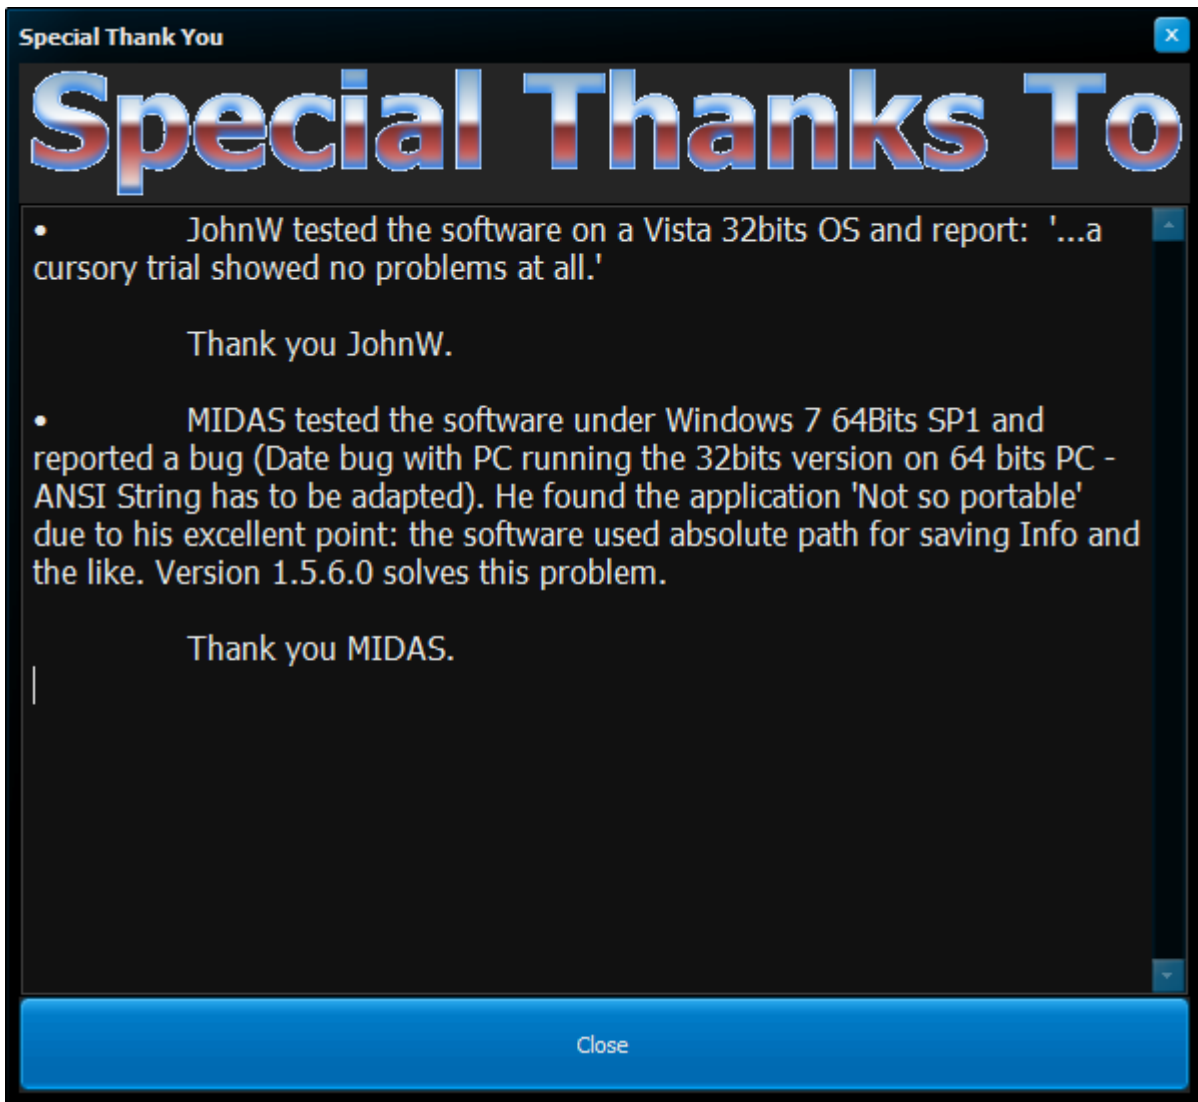 Special Thank You
Special Thanks To
• JohnW tested the software on a Vista 32bits OS and report: '...a
cursory trial showed no problems at all.'
Thank you JohnW.
• MIDAS tested the software under Windows 7 64Bits SP1 and
reported a bug (Date bug with PC running the 32bits version on 64 bits PC -
ANSI String has to be adapted). He found the application 'Not so portable'
due to his excellent point: the software used absolute path for saving Info and
the like. Version 1.5.6.0 solves this problem.
Thank you MIDAS.
Close